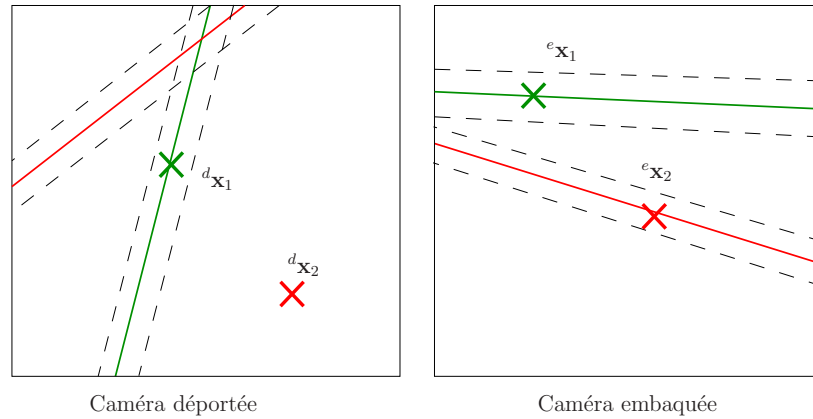 ᵉx₁
ᵉx₂
ᵈx₁
ᵈx₂
Caméra déportée
Caméra embaquée